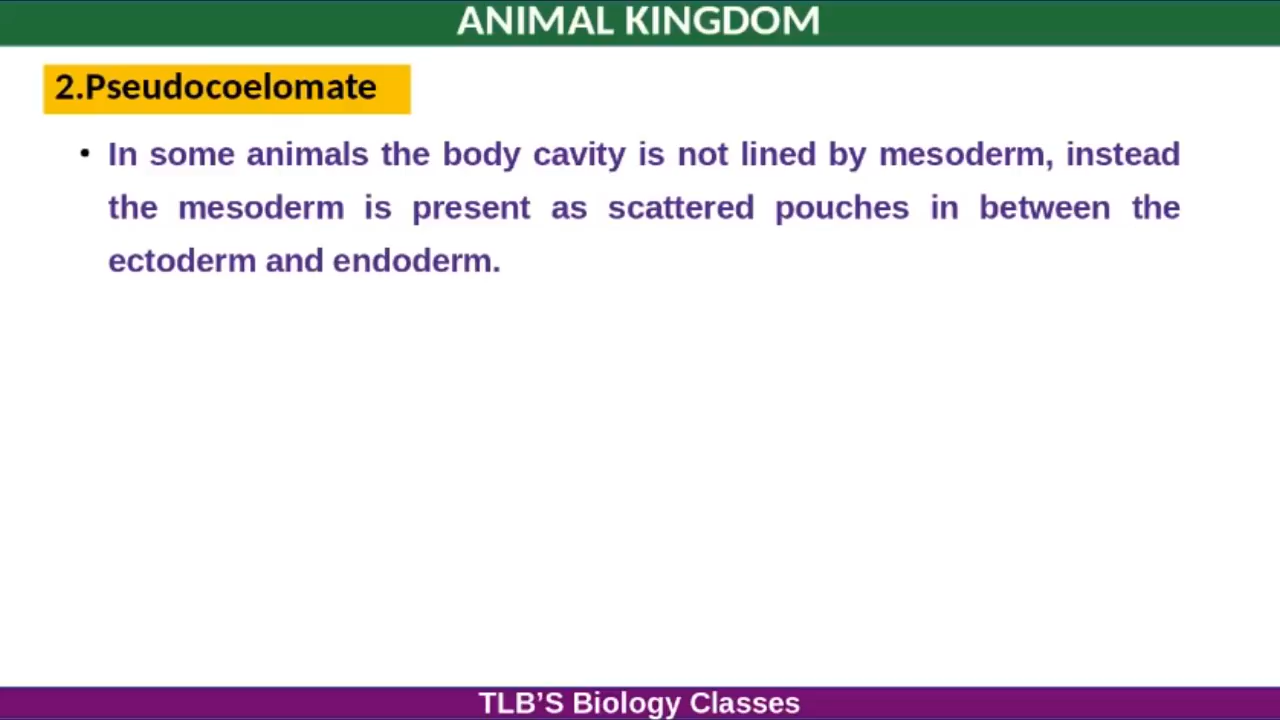 ANIMAL KINGDOM
2.Pseudocoelomate
• In some animals the body cavity is not lined by mesoderm, instead
the mesoderm is present as scattered pouches in between the
ectoderm and endoderm.
TLB’S Biology Classes